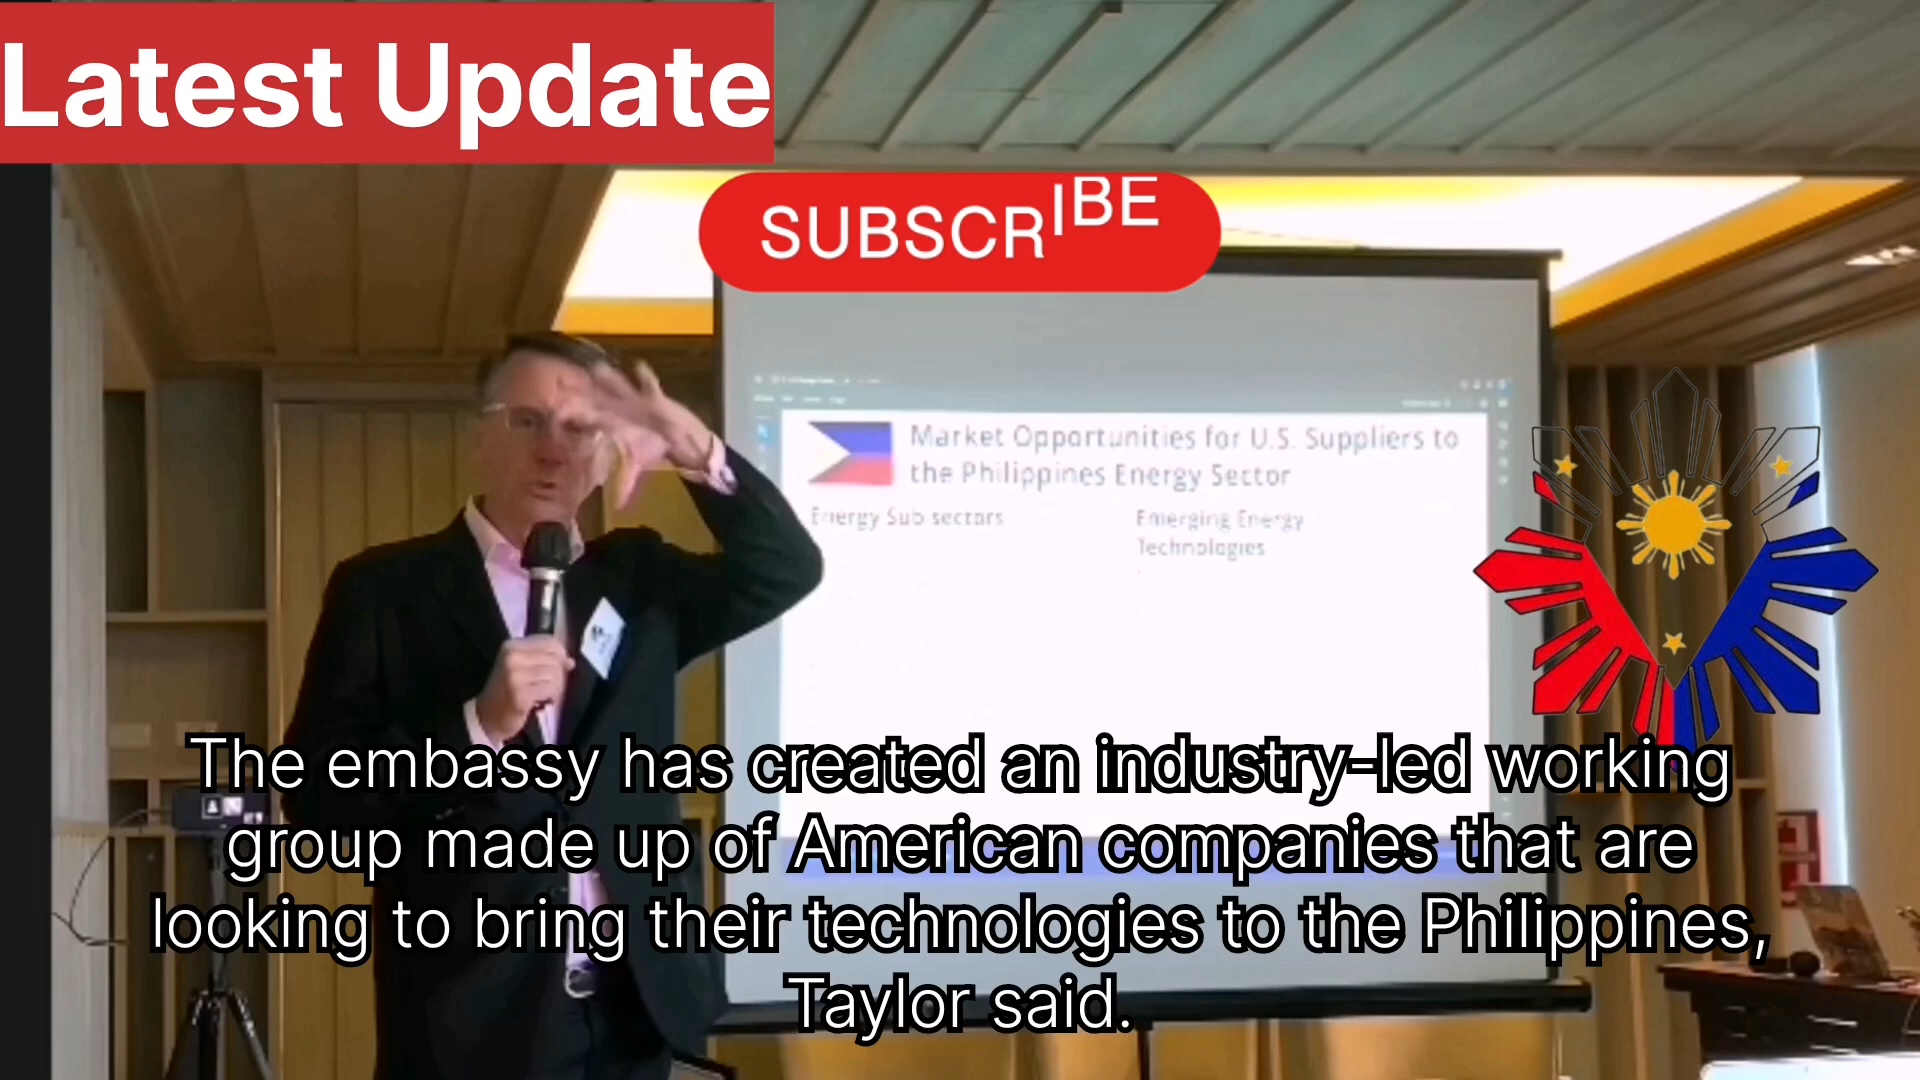 Latest Update
SUBSCRIBE
Market Opportunities for U.S. Suppliers to
the Philippines Energy Sector
Energy Sub sectors
Emerging Energy
Technologies
The embassy has created an industry-led working
group made up of American companies that are
looking to bring their technologies to the Philippines,
Taylor said.